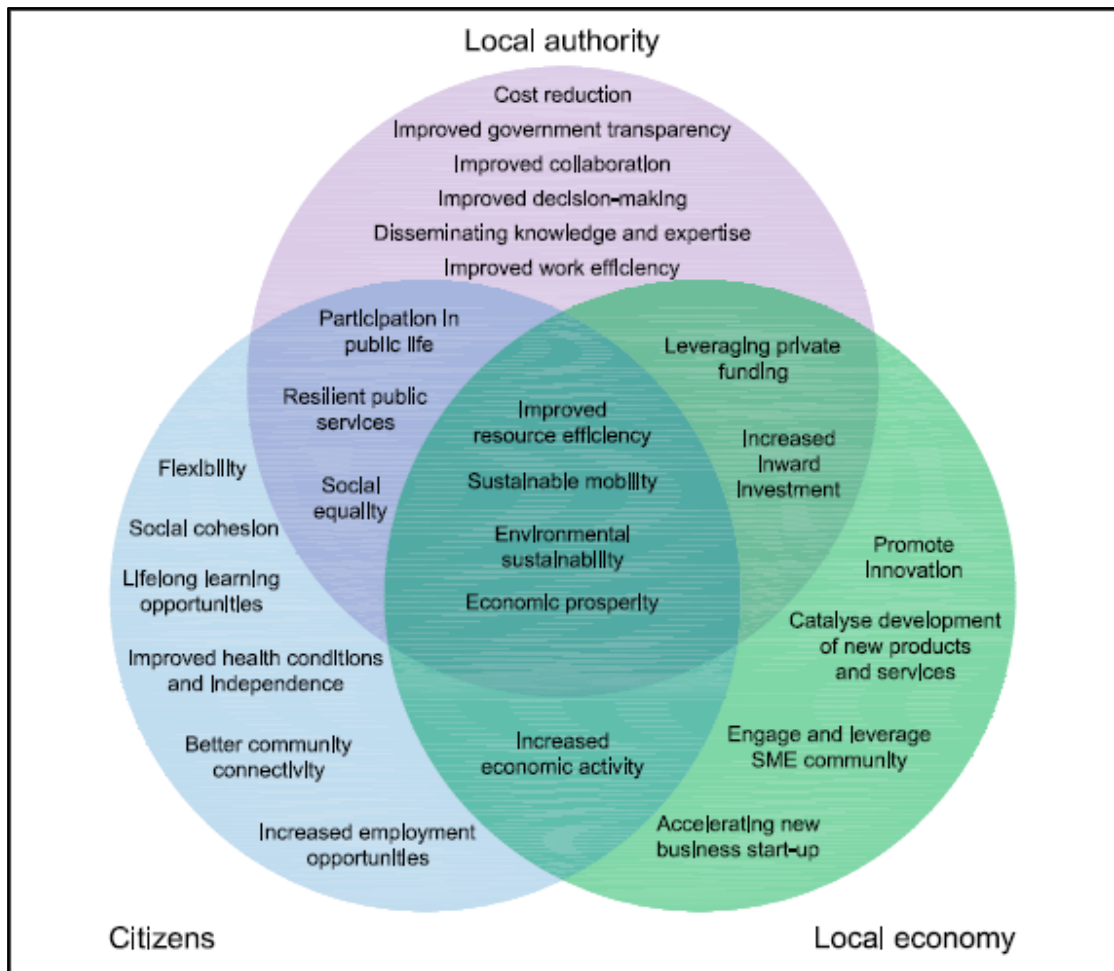 Local authority
Cost reduction
Improved government transparency
Improved collaboration
Improved decision-making
Disseminating knowledge and expertise
Improved work efficiency
Participation in
public life
Resilient public
services
Social
equality
Leveraging private
funding
Increased
inward
investment
Improved
resource efficiency
Sustainable mobility
Environmental
sustainability
Economic prosperity
Increased
economic activity
Flexibility
Social cohesion
Lifelong learning
opportunities
Improved health conditions
and independence
Better community
connectivity
Increased employment
opportunities
Promote
innovation
Catalyse development
of new products
and services
Engage and leverage
SME community
Accelerating new
business start-up
Citizens
Local economy